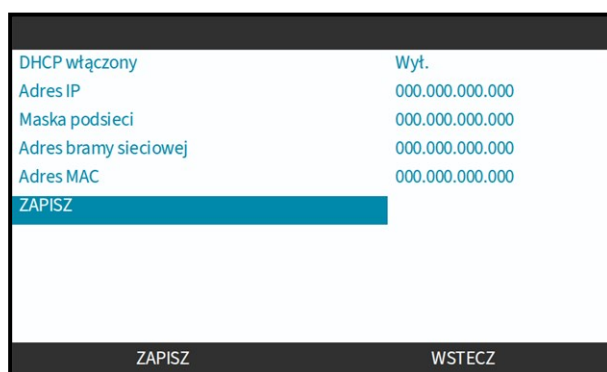 DHCP włączony Wył.
Adres IP 000.000.000.000
Maska podsieci 000.000.000.000
Adres bramy sieciowej 000.000.000.000
Adres MAC 000.000.000.000
ZAPISZ
ZAPISZ WSTECZ